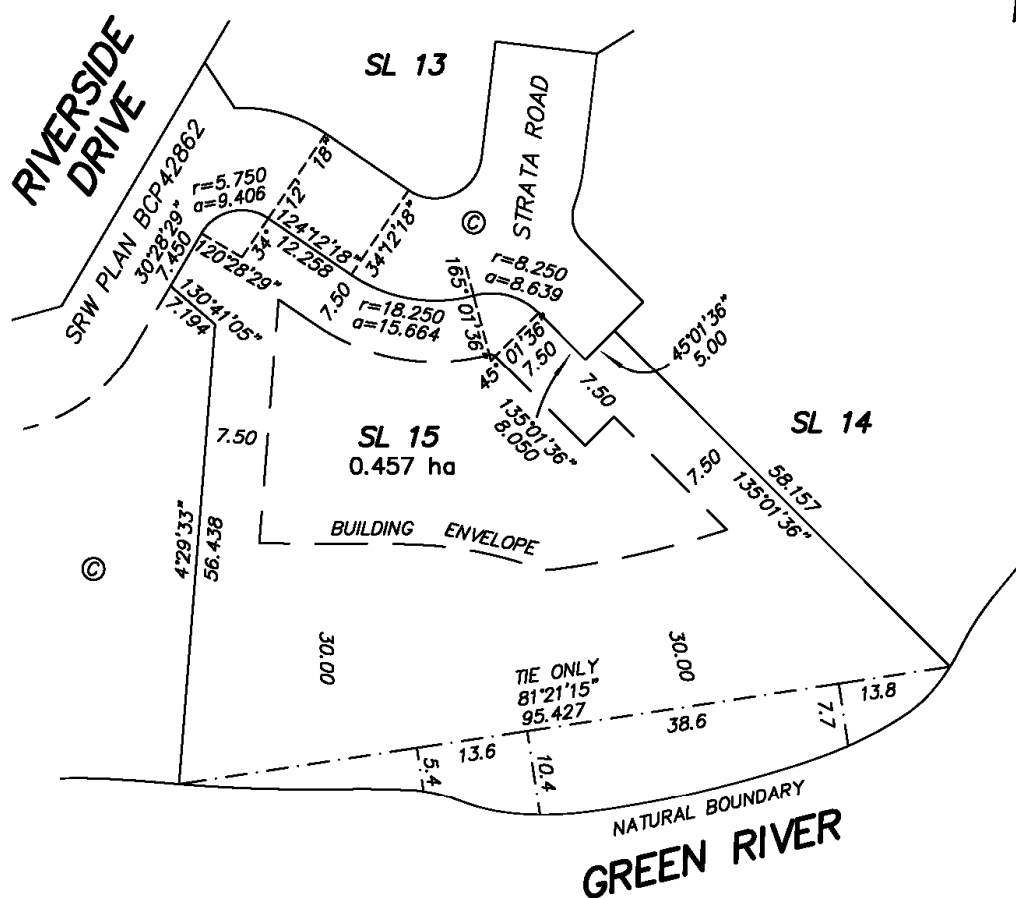 RIVERSIDE
DRIVE
SL 13
STRATA ROAD
SRW PLAN BCP42862
r=5.750
a=9.406
34° 12' 18"
30°28'29"
7.450
120°28'29"
124°12'18"
12.258
34°12'18"
©
r=8.250
a=8.639
130°41'05"
7.194
7.50
r=18.250
a=15.664
165°07'36"
45°01'36"
7.50
45°01'36"
5.00
7.50
135°01'36"
8.050
SL 14
7.50
SL 15
0.457 ha
7.50
58.157
135°01'36"
BUILDING ENVELOPE
4°29'33"
56.438
©
30.00
30.00
TIE ONLY
81°21'15"
95.427
13.8
7.7
38.6
13.6
5.4
10.4
NATURAL BOUNDARY
GREEN RIVER